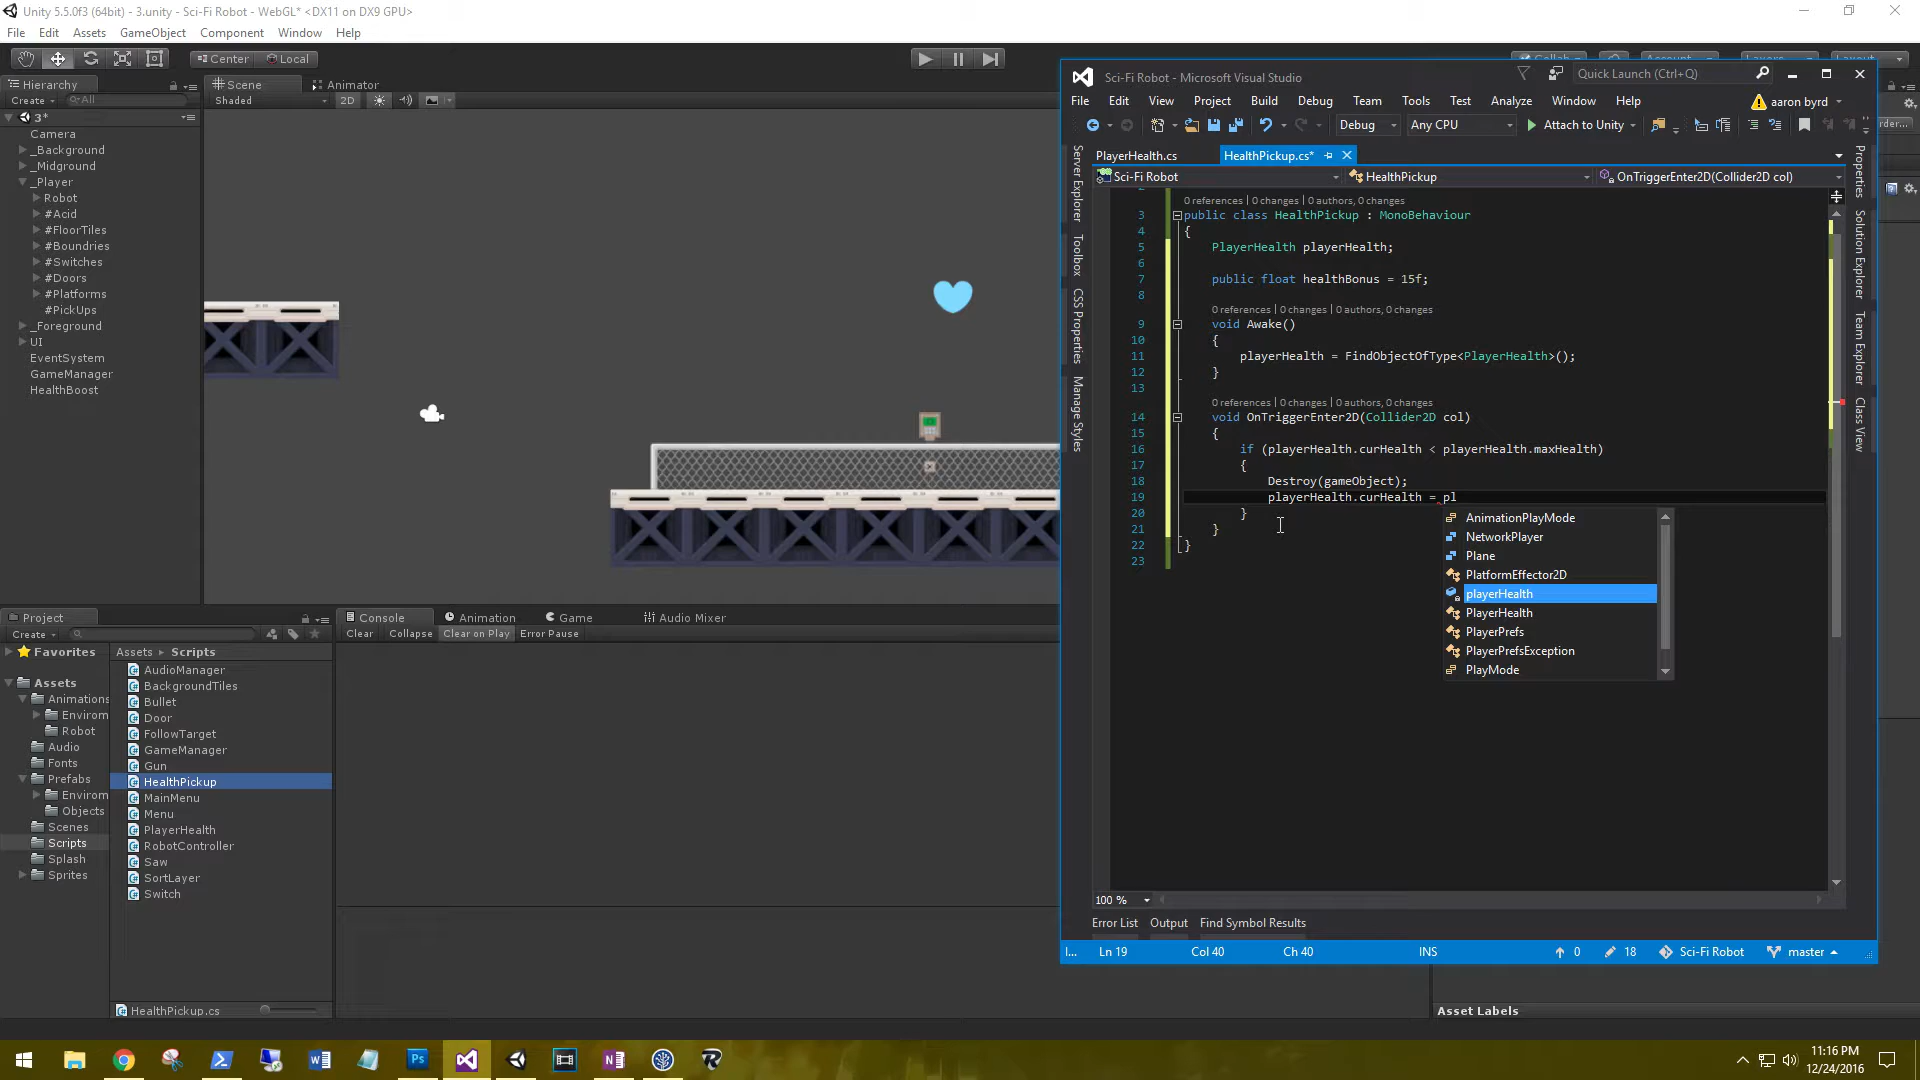 Unity 5.5.0f3 (64bit) - 3.unity - Sci-Fi Robot - WebGL* <DX11 on DX9 GPU>
File Edit Assets GameObject Component Window Help
Center Local
Collab Account Layers Layout
Hierarchy
Create All
3*
Camera
_Background
_Midground
_Player
Robot
#Acid
#FloorTiles
#Boundries
#Switches
#Doors
#Platforms
#PickUps
_Foreground
UI
EventSystem
GameManager
HealthBoost
Scene Animator
Shaded 2D
Sci-Fi Robot - Microsoft Visual Studio
Quick Launch (Ctrl+Q)
File Edit View Project Build Debug Team Tools Test Analyze Window Help
aaron byrd
Debug Any CPU Attach to Unity
PlayerHealth.cs HealthPickup.cs*
Sci-Fi Robot HealthPickup OnTriggerEnter2D(Collider2D col)
Server Explorer
Toolbox
CSS Properties
Manage Styles
Properties
Solution Explorer
Team Explorer
Class View
0 references | 0 changes | 0 authors, 0 changes
3 public class HealthPickup : MonoBehaviour
4 {
5 PlayerHealth playerHealth;
6
7 public float healthBonus = 15f;
8
0 references | 0 changes | 0 authors, 0 changes
9 void Awake()
10 {
11 playerHealth = FindObjectOfType<PlayerHealth>();
12 }
13
0 references | 0 changes | 0 authors, 0 changes
14 void OnTriggerEnter2D(Collider2D col)
15 {
16 if (playerHealth.curHealth < playerHealth.maxHealth)
17 {
18 Destroy(gameObject);
19 playerHealth.curHealth = pl
20 }
21 }
22 }
23
AnimationPlayMode
NetworkPlayer
Plane
PlatformEffector2D
playerHealth
PlayerHealth
PlayerPrefs
PlayerPrefsException
PlayMode
100 %
Error List Output Find Symbol Results
I... Ln 19 Col 40 Ch 40 INS 0 18 Sci-Fi Robot master
Project
Create
Favorites
Assets
Animations
Envirom
Robot
Audio
Fonts
Prefabs
Envirom
Objects
Scenes
Scripts
Splash
Sprites
Assets Scripts
AudioManager
BackgroundTiles
Bullet
Door
FollowTarget
GameManager
Gun
HealthPickup
MainMenu
Menu
PlayerHealth
RobotController
Saw
SortLayer
Switch
HealthPickup.cs
Console Animation Game Audio Mixer
Clear Collapse Clear on Play Error Pause
Asset Labels
11:16 PM
12/24/2016